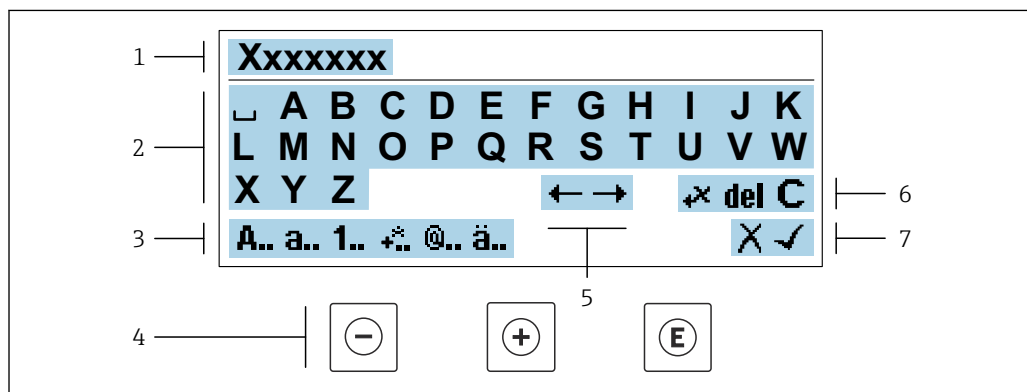 1 Xxxxxxx
␣ A B C D E F G H I J K
2 L M N O P Q R S T U V W
X Y Z ← → +x del C 6
3 A.. a.. 1.. +*.. @.. ä.. X ✓ 7
5
4 − + E